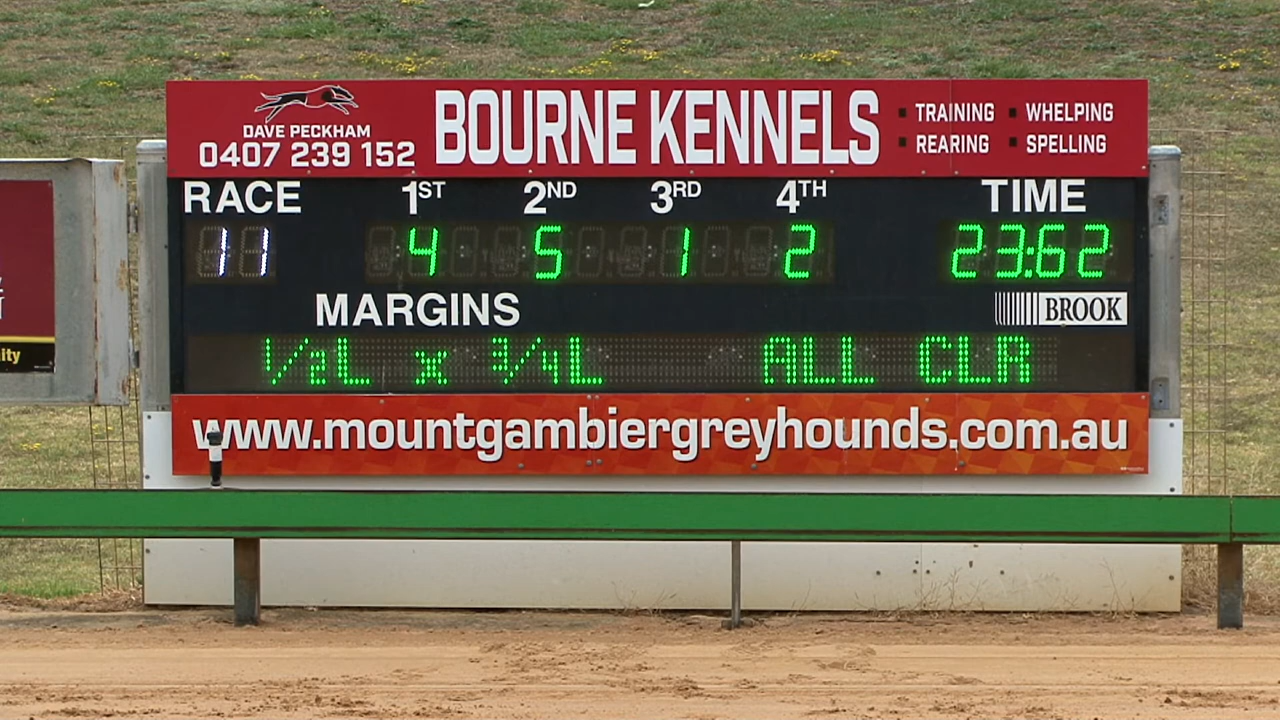 BOURNE KENNELS
DAVE PECKHAM
0407 239 152
▪ TRAINING ▪ WHELPING
▪ REARING ▪ SPELLING
RACE 1ST 2ND 3RD 4TH TIME
11 4 5 1 2 23:62
MARGINS
BROOK
½L x ¾L ALL CLR
www.mountgambiergreyhounds.com.au
ity